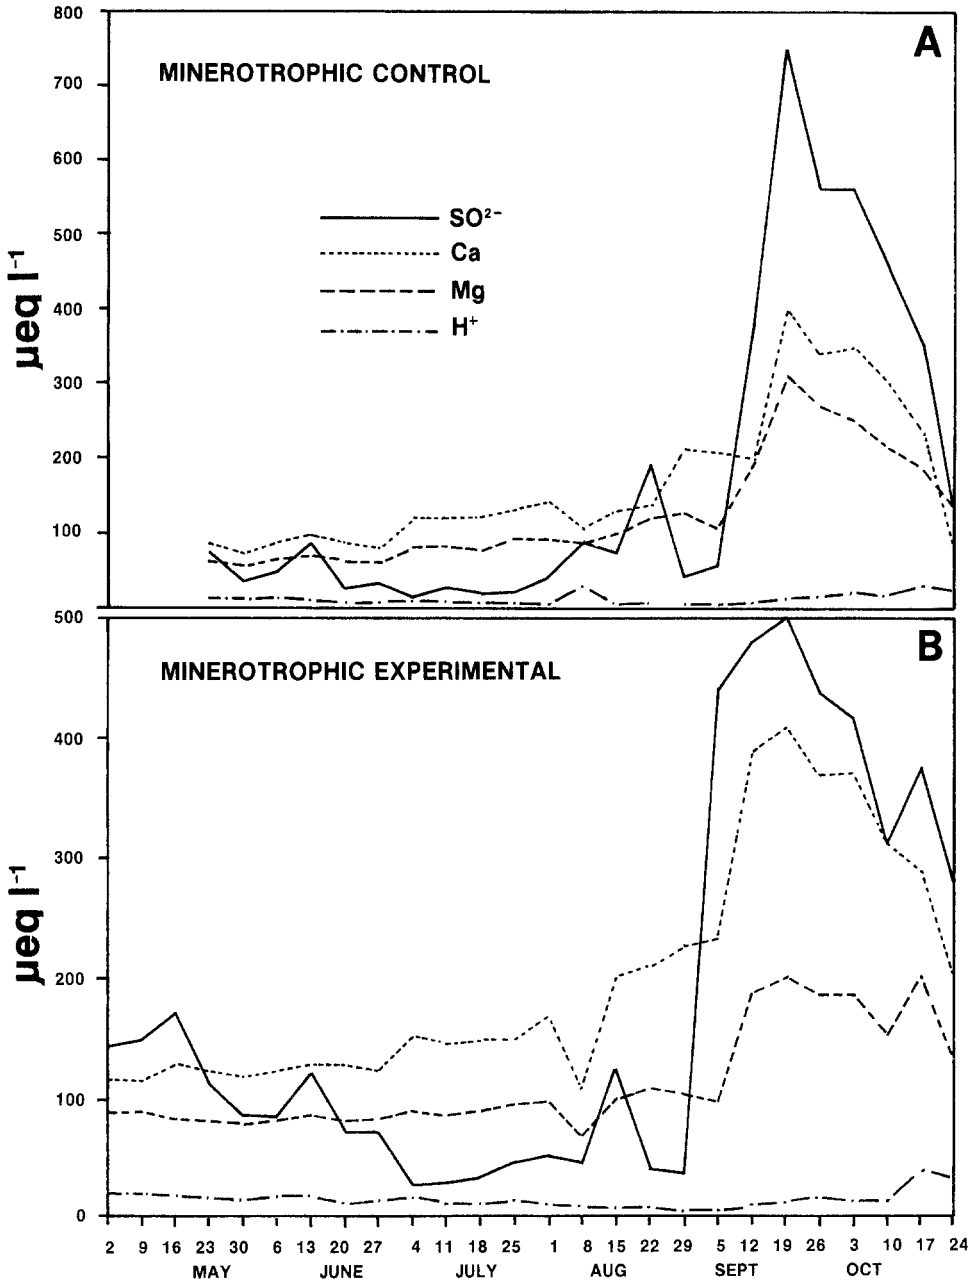 A
MINEROTROPHIC CONTROL
800
700
600
500
400
300
200
100
µeq l⁻¹
SO²⁻
Ca
Mg
H⁺
B
MINEROTROPHIC EXPERIMENTAL
500
400
300
200
100
0
µeq l⁻¹
2 9 16 23 30 6 13 20 27 4 11 18 25 1 8 15 22 29 5 12 19 26 3 10 17 24
MAY JUNE JULY AUG SEPT OCT